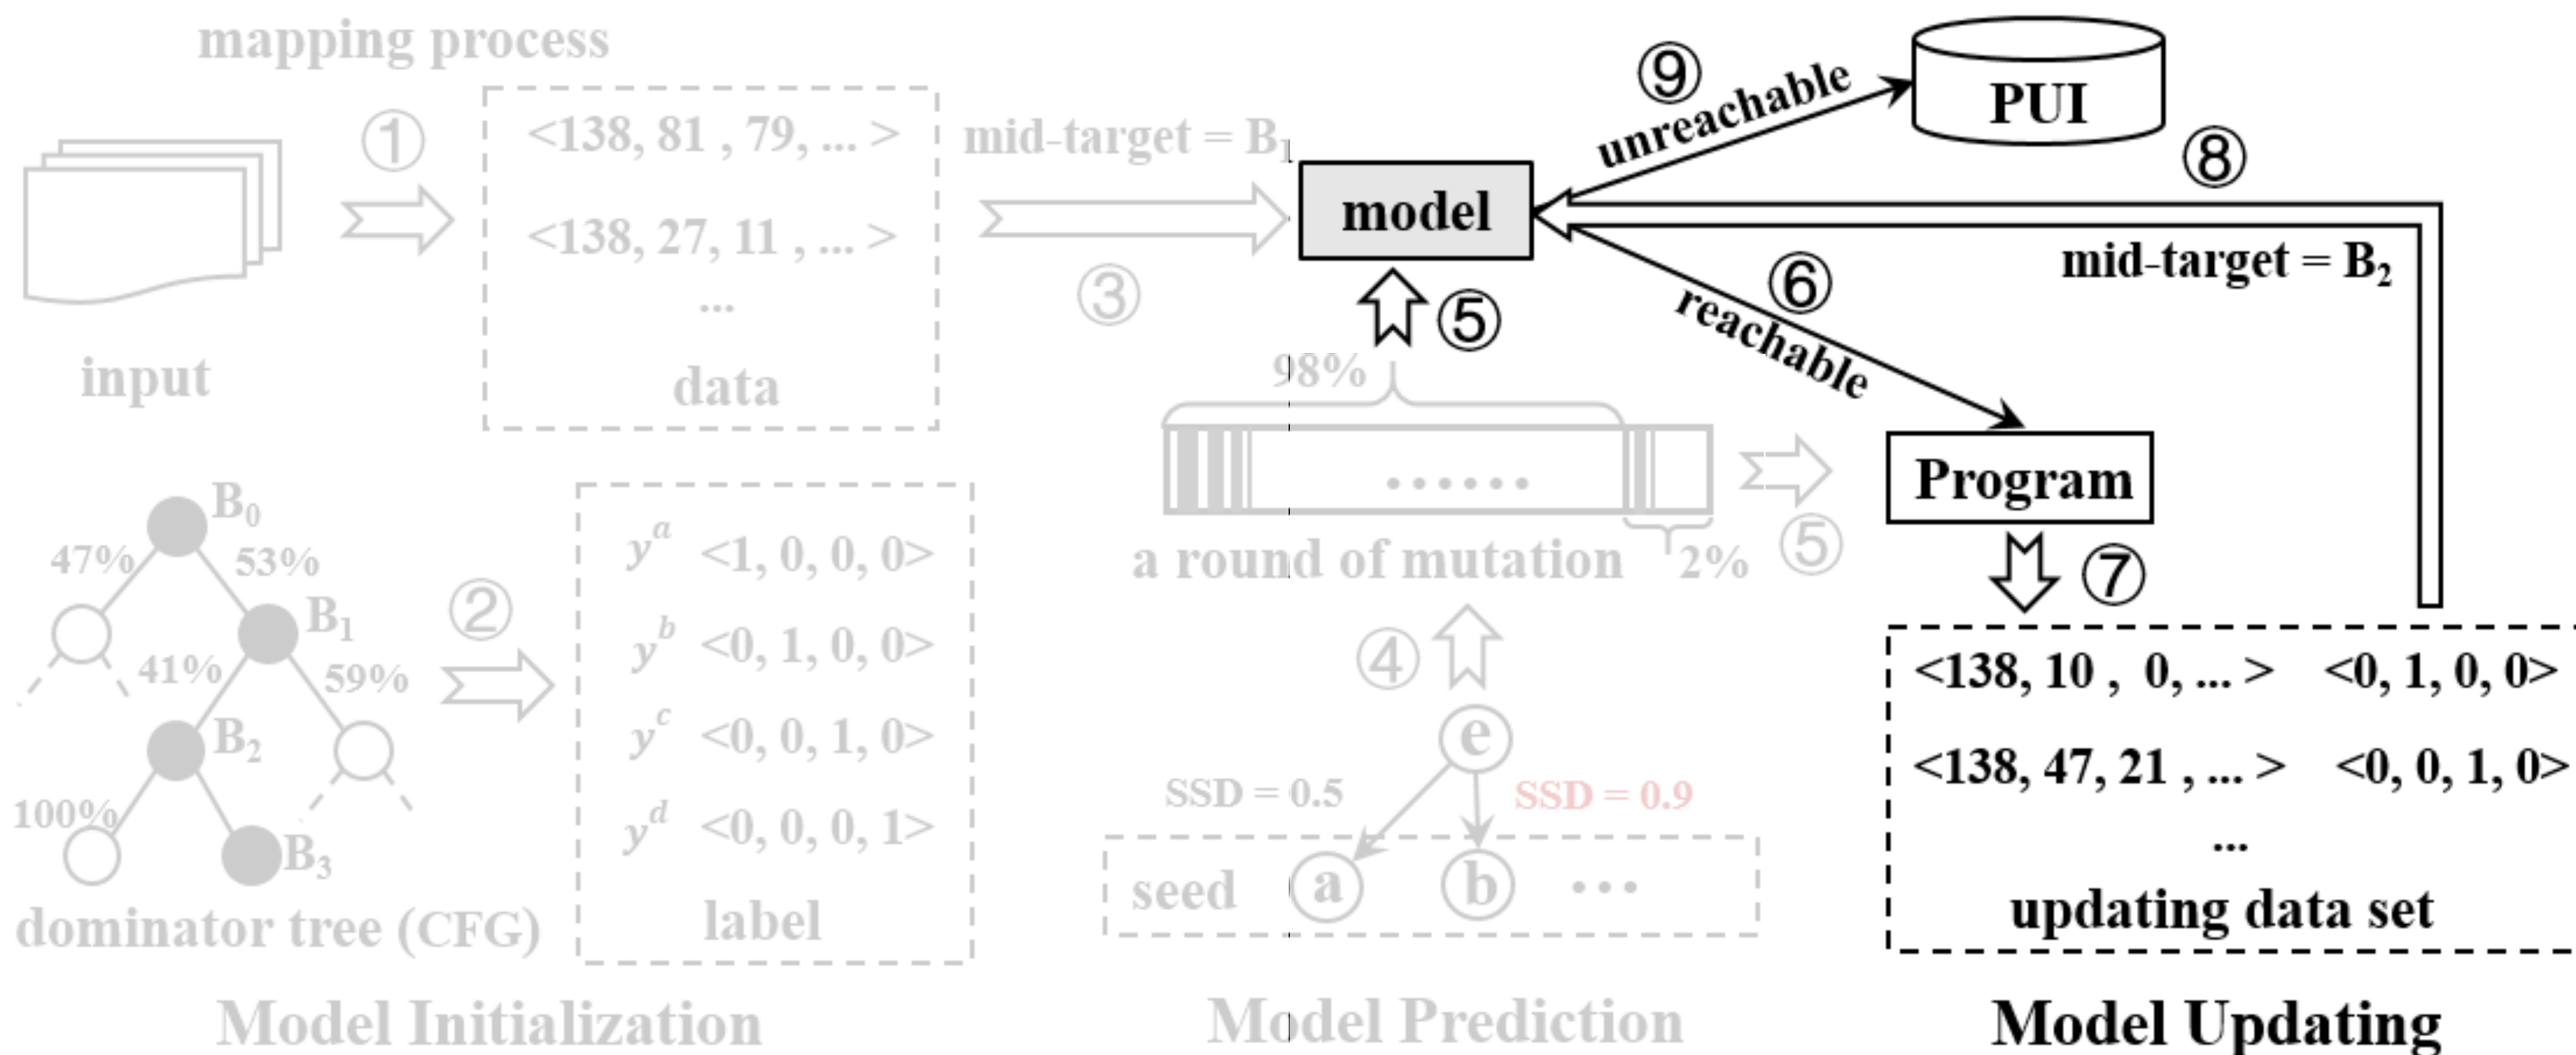 mapping process
①
<138, 81 , 79, ... >
<138, 27, 11 , ... >
...
data
input
mid-target = B₁
③
model
⑨
unreachable
PUI
⑧
mid-target = B₂
⑥
reachable
⑤
98%
......
a round of mutation
2%
⑤
Program
⑦
B₀
47%
53%
B₁
41%
59%
B₂
100%
B₃
dominator tree (CFG)
②
yᵃ <1, 0, 0, 0>
yᵇ <0, 1, 0, 0>
yᶜ <0, 0, 1, 0>
yᵈ <0, 0, 0, 1>
label
④
e
SSD = 0.5
SSD = 0.9
seed a b ...
<138, 10 , 0, ... > <0, 1, 0, 0>
<138, 47, 21 , ... > <0, 0, 1, 0>
...
updating data set
Model Initialization
Model Prediction
Model Updating